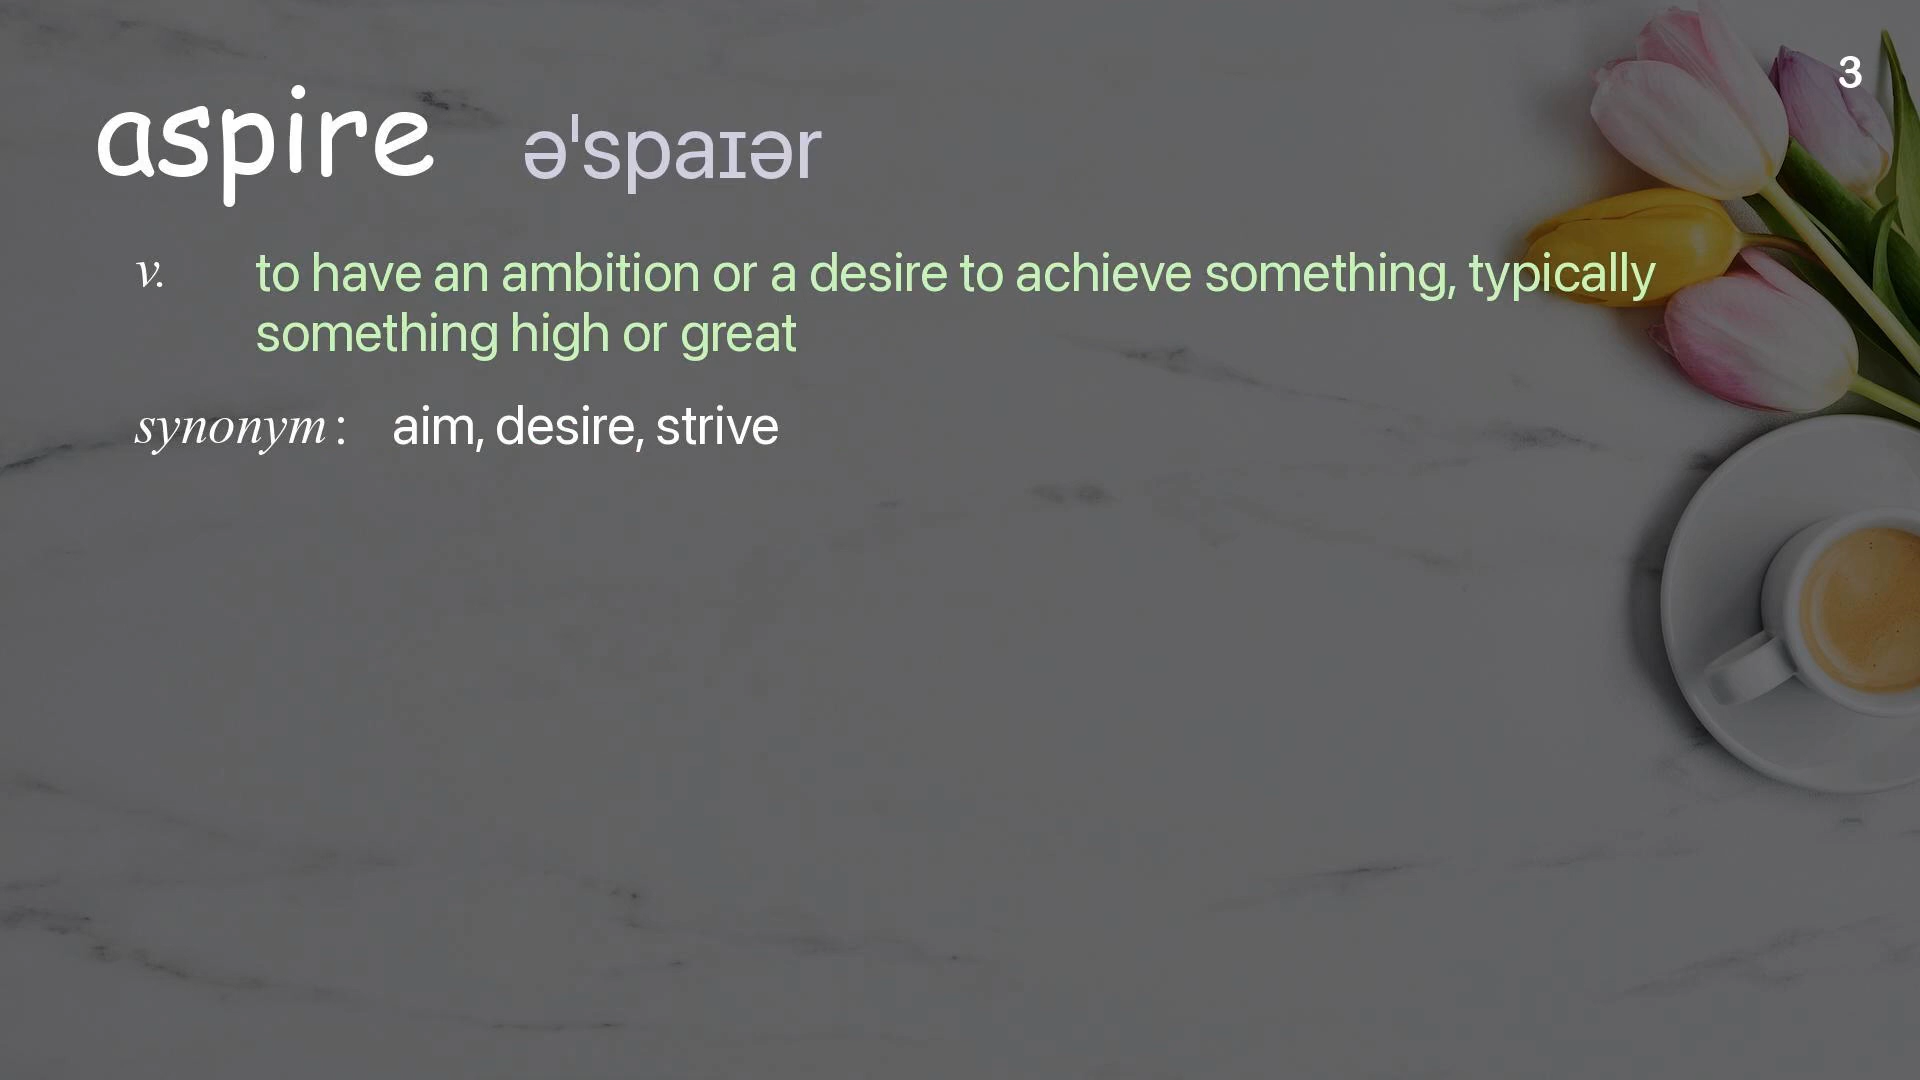 3
aspire əˈspaɪər
v. to have an ambition or a desire to achieve something, typically
something high or great
synonym: aim, desire, strive